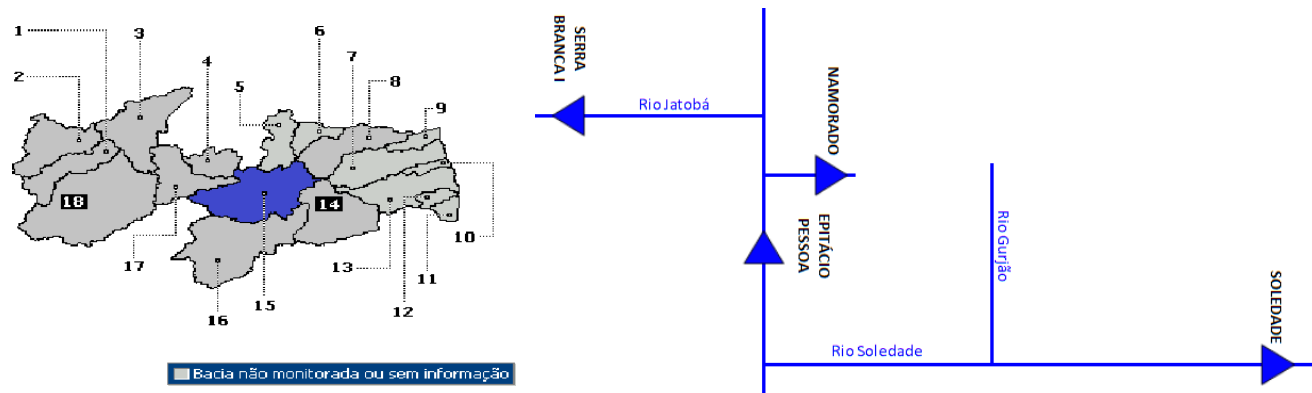 1
2
3
4
5
6
7
8
9
10
11
12
13
14
15
16
17
18
Bacia não monitorada ou sem informação
SERRA
BRANCA I
Rio Jatobá
NAMORADO
EPITÁCIO
PESSOA
Rio Gurjão
Rio Soledade
SOLEDADE